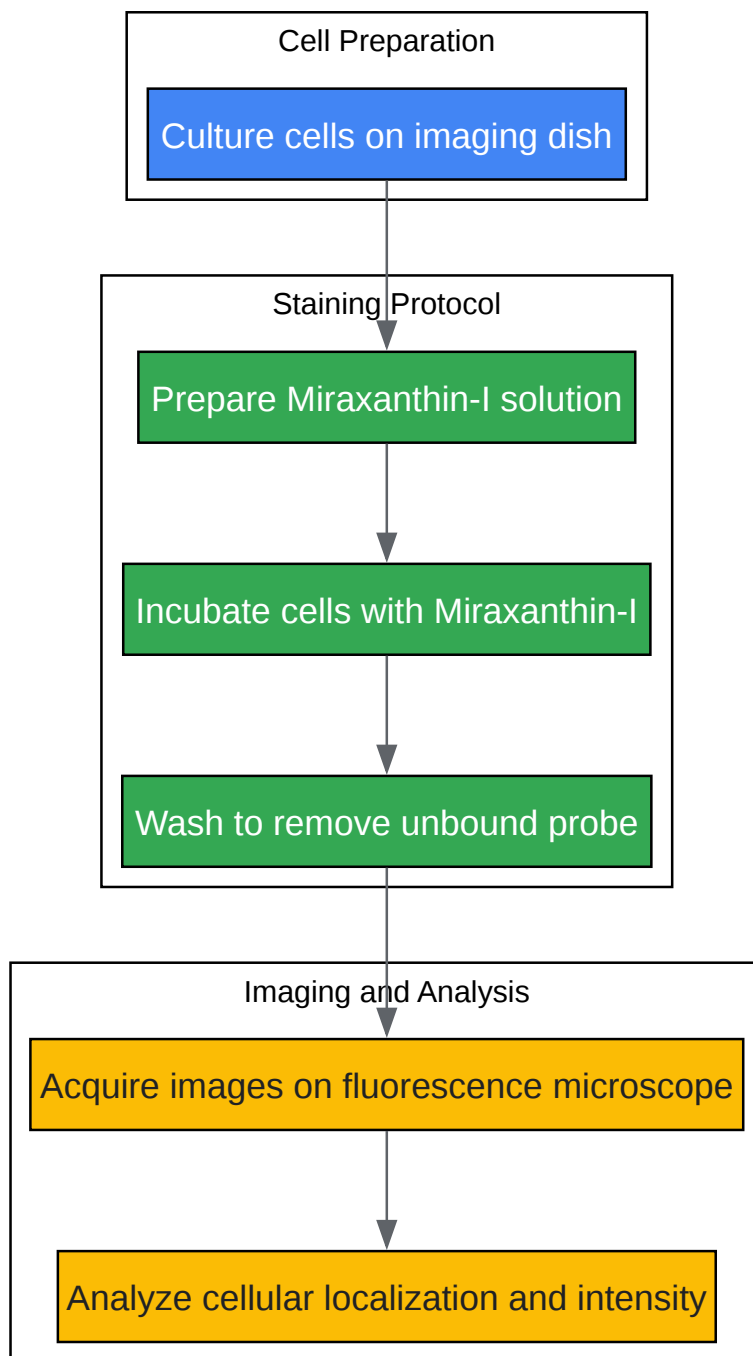 Cell Preparation
Culture cells on imaging dish
Staining Protocol
Prepare Miraxanthin-I solution
Incubate cells with Miraxanthin-I
Wash to remove unbound probe
Imaging and Analysis
Acquire images on fluorescence microscope
Analyze cellular localization and intensity